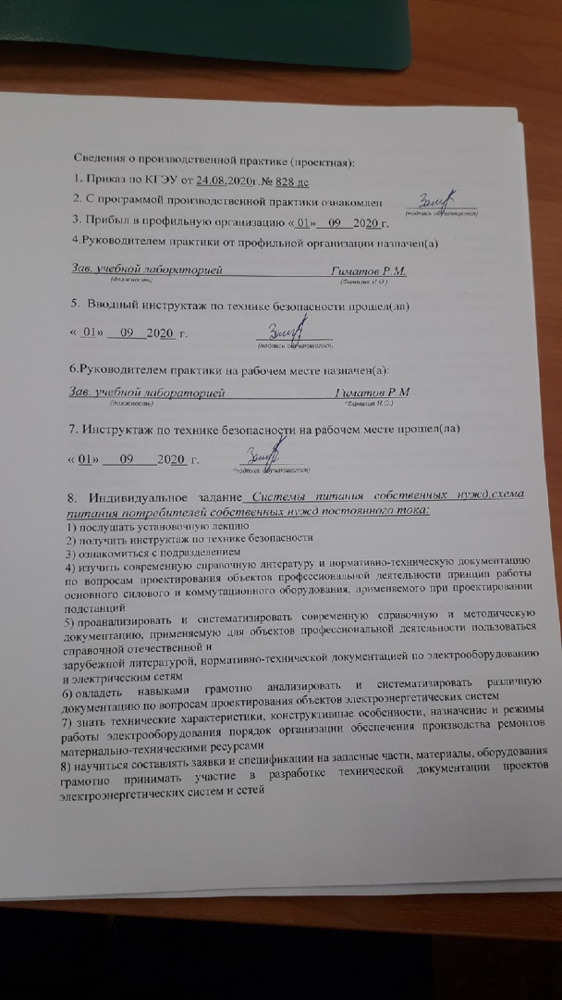 Сведения о производственной практике (проектная):
1. Приказ по КГЭУ от 24.08.2020г.№ 828 дс
2. С программой производственной практики ознакомлен
(подпись обучающегося)
3. Прибыл в профильную организацию « 01» 09 2020 г.
4.Руководителем практики от профильной организации назначен(а)
Зав. учебной лабораторией Гиматов Р.М.
(должность) (Фамилия И.О.)
5. Вводный инструктаж по технике безопасности прошел(ла)
« 01» 09 2020 г.
(подпись обучающегося)
6.Руководителем практики на рабочем месте назначен(а):
Зав. учебной лабораторией Гиматов Р.М
(должность) (Фамилия И.О.)
7. Инструктаж по технике безопасности на рабочем месте прошел(ла)
« 01» 09 2020 г.
(подпись обучающегося)
8. Индивидуальное задание Системы питания собственных нужд.схема
питания потребителей собственных нужд постоянного тока:
1) послушать установочную лекцию
2) получить инструктаж по технике безопасности
3) ознакомиться с подразделением
4) изучить современную справочную литературу и нормативно-техническую документацию
по вопросам проектирования объектов профессиональной деятельности принцип работы
основного силового и коммутационного оборудования, применяемого при проектировании
подстанций
5) проанализировать и систематизировать современную справочную и методическую
документацию, применяемую для объектов профессиональной деятельности пользоваться
справочной отечественной и
зарубежной литературой, нормативно-технической документацией по электрооборудованию
и электрическим сетям
6) овладеть навыками грамотно анализировать и систематизировать различную
документацию по вопросам проектирования объектов электроэнергетических систем
7) знать технические характеристики, конструктивные особенности, назначение и режимы
работы электрооборудования порядок организации обеспечения производства ремонтов
материально-техническими ресурсами
8) научиться составлять заявки и спецификации на запасные части, материалы, оборудования
грамотно принимать участие в разработке технической документации проектов
электроэнергетических систем и сетей